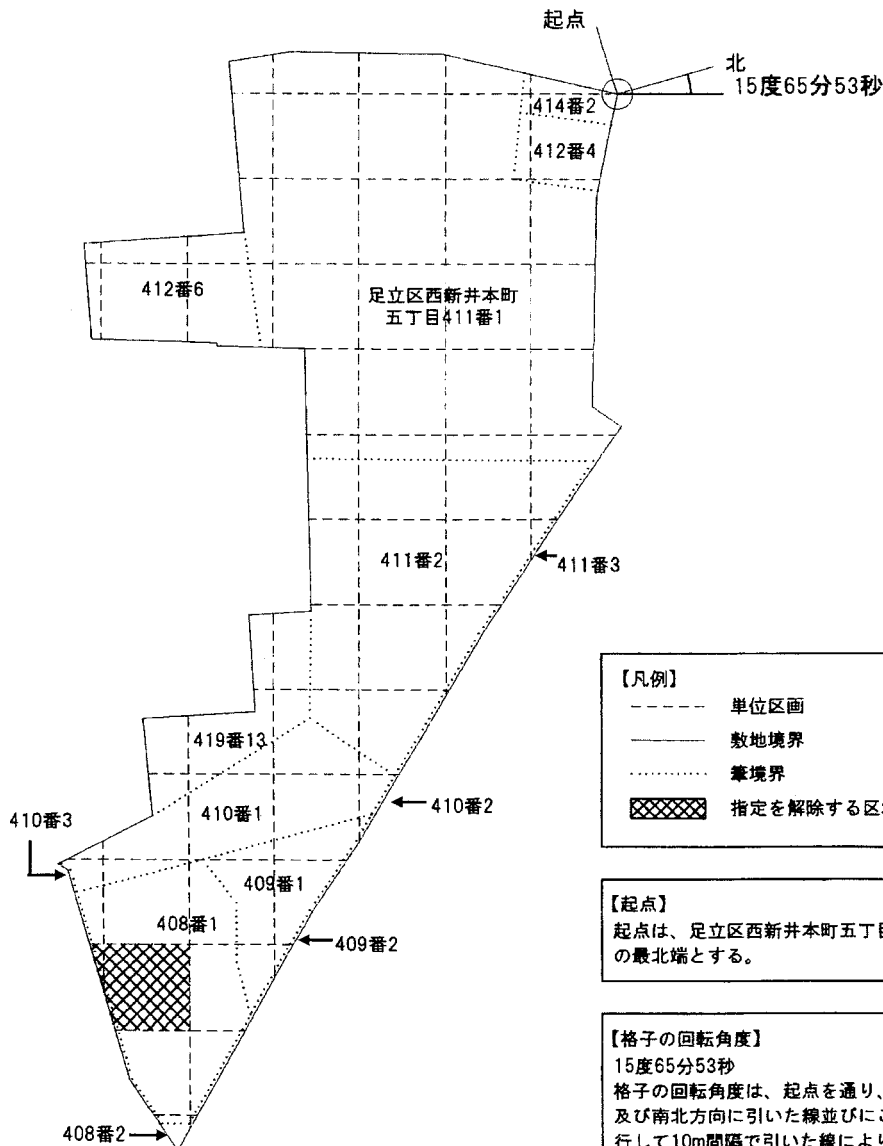 起点
北
15度65分53秒
414番2
412番4
412番6
足立区西新井本町
五丁目411番1
411番2
411番3
419番13
410番1
410番2
410番3
409番1
408番1
409番2
408番2
【凡例】
単位区画
敷地境界
筆境界
指定を解除する区
【起点】
起点は、足立区西新井本町五丁目
の最北端とする。
【格子の回転角度】
15度65分53秒
格子の回転角度は、起点を通り、
及び南北方向に引いた線並びにこ
行して10m間隔で引いた線によ